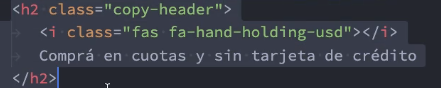 <h2 class="copy-header">
<i class="fas fa-hand-holding-usd"></i>
Comprá en cuotas y sin tarjeta de crédito
</h2>